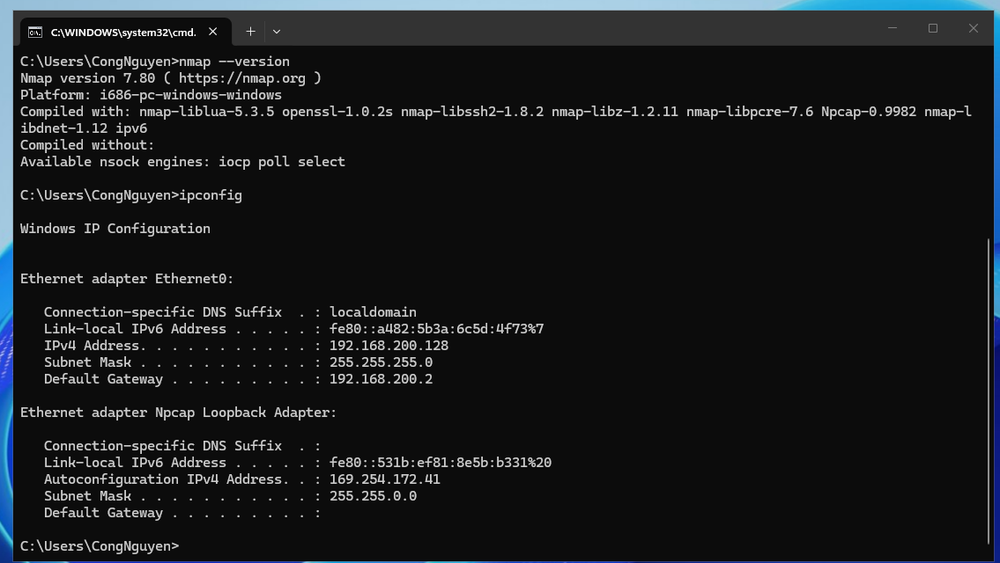 C:\WINDOWS\system32\cmd.
C:\Users\CongNguyen>nmap --version
Nmap version 7.80 ( https://nmap.org )
Platform: i686-pc-windows-windows
Compiled with: nmap-liblua-5.3.5 openssl-1.0.2s nmap-libssh2-1.8.2 nmap-libz-1.2.11 nmap-libpcre-7.6 Npcap-0.9982 nmap-l
ibdnet-1.12 ipv6
Compiled without:
Available nsock engines: iocp poll select
C:\Users\CongNguyen>ipconfig
Windows IP Configuration
Ethernet adapter Ethernet0:
   Connection-specific DNS Suffix  . : localdomain
   Link-local IPv6 Address . . . . . : fe80::a482:5b3a:6c5d:4f73%7
   IPv4 Address. . . . . . . . . . . : 192.168.200.128
   Subnet Mask . . . . . . . . . . . : 255.255.255.0
   Default Gateway . . . . . . . . . : 192.168.200.2
Ethernet adapter Npcap Loopback Adapter:
   Connection-specific DNS Suffix  . :
   Link-local IPv6 Address . . . . . : fe80::531b:ef81:8e5b:b331%20
   Autoconfiguration IPv4 Address. . : 169.254.172.41
   Subnet Mask . . . . . . . . . . . : 255.255.0.0
   Default Gateway . . . . . . . . . :
C:\Users\CongNguyen>